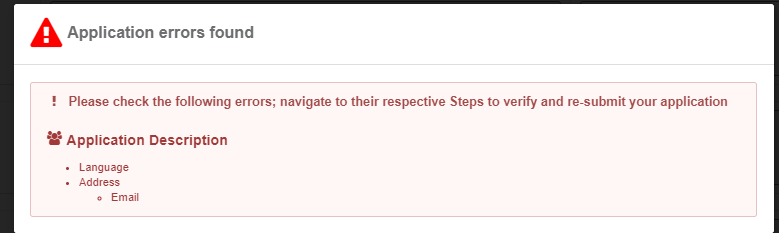 Application errors found
Please check the following errors; navigate to their respective Steps to verify and re-submit your application
Application Description
Language
Address
Email